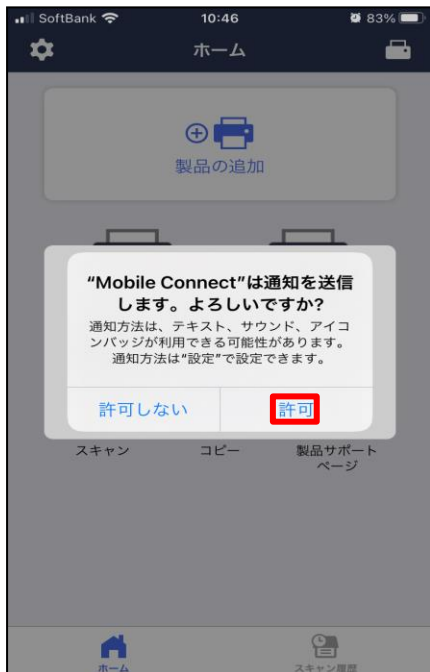 SoftBank 10:46 83%
ホーム
製品の追加
“Mobile Connect”は通知を送信
します。よろしいですか?
通知方法は、テキスト、サウンド、アイコ
ンバッジが利用できる可能性があります。
通知方法は“設定”で設定できます。
許可しない 許可
スキャン コピー 製品サポート
ページ
ホーム スキャン履歴